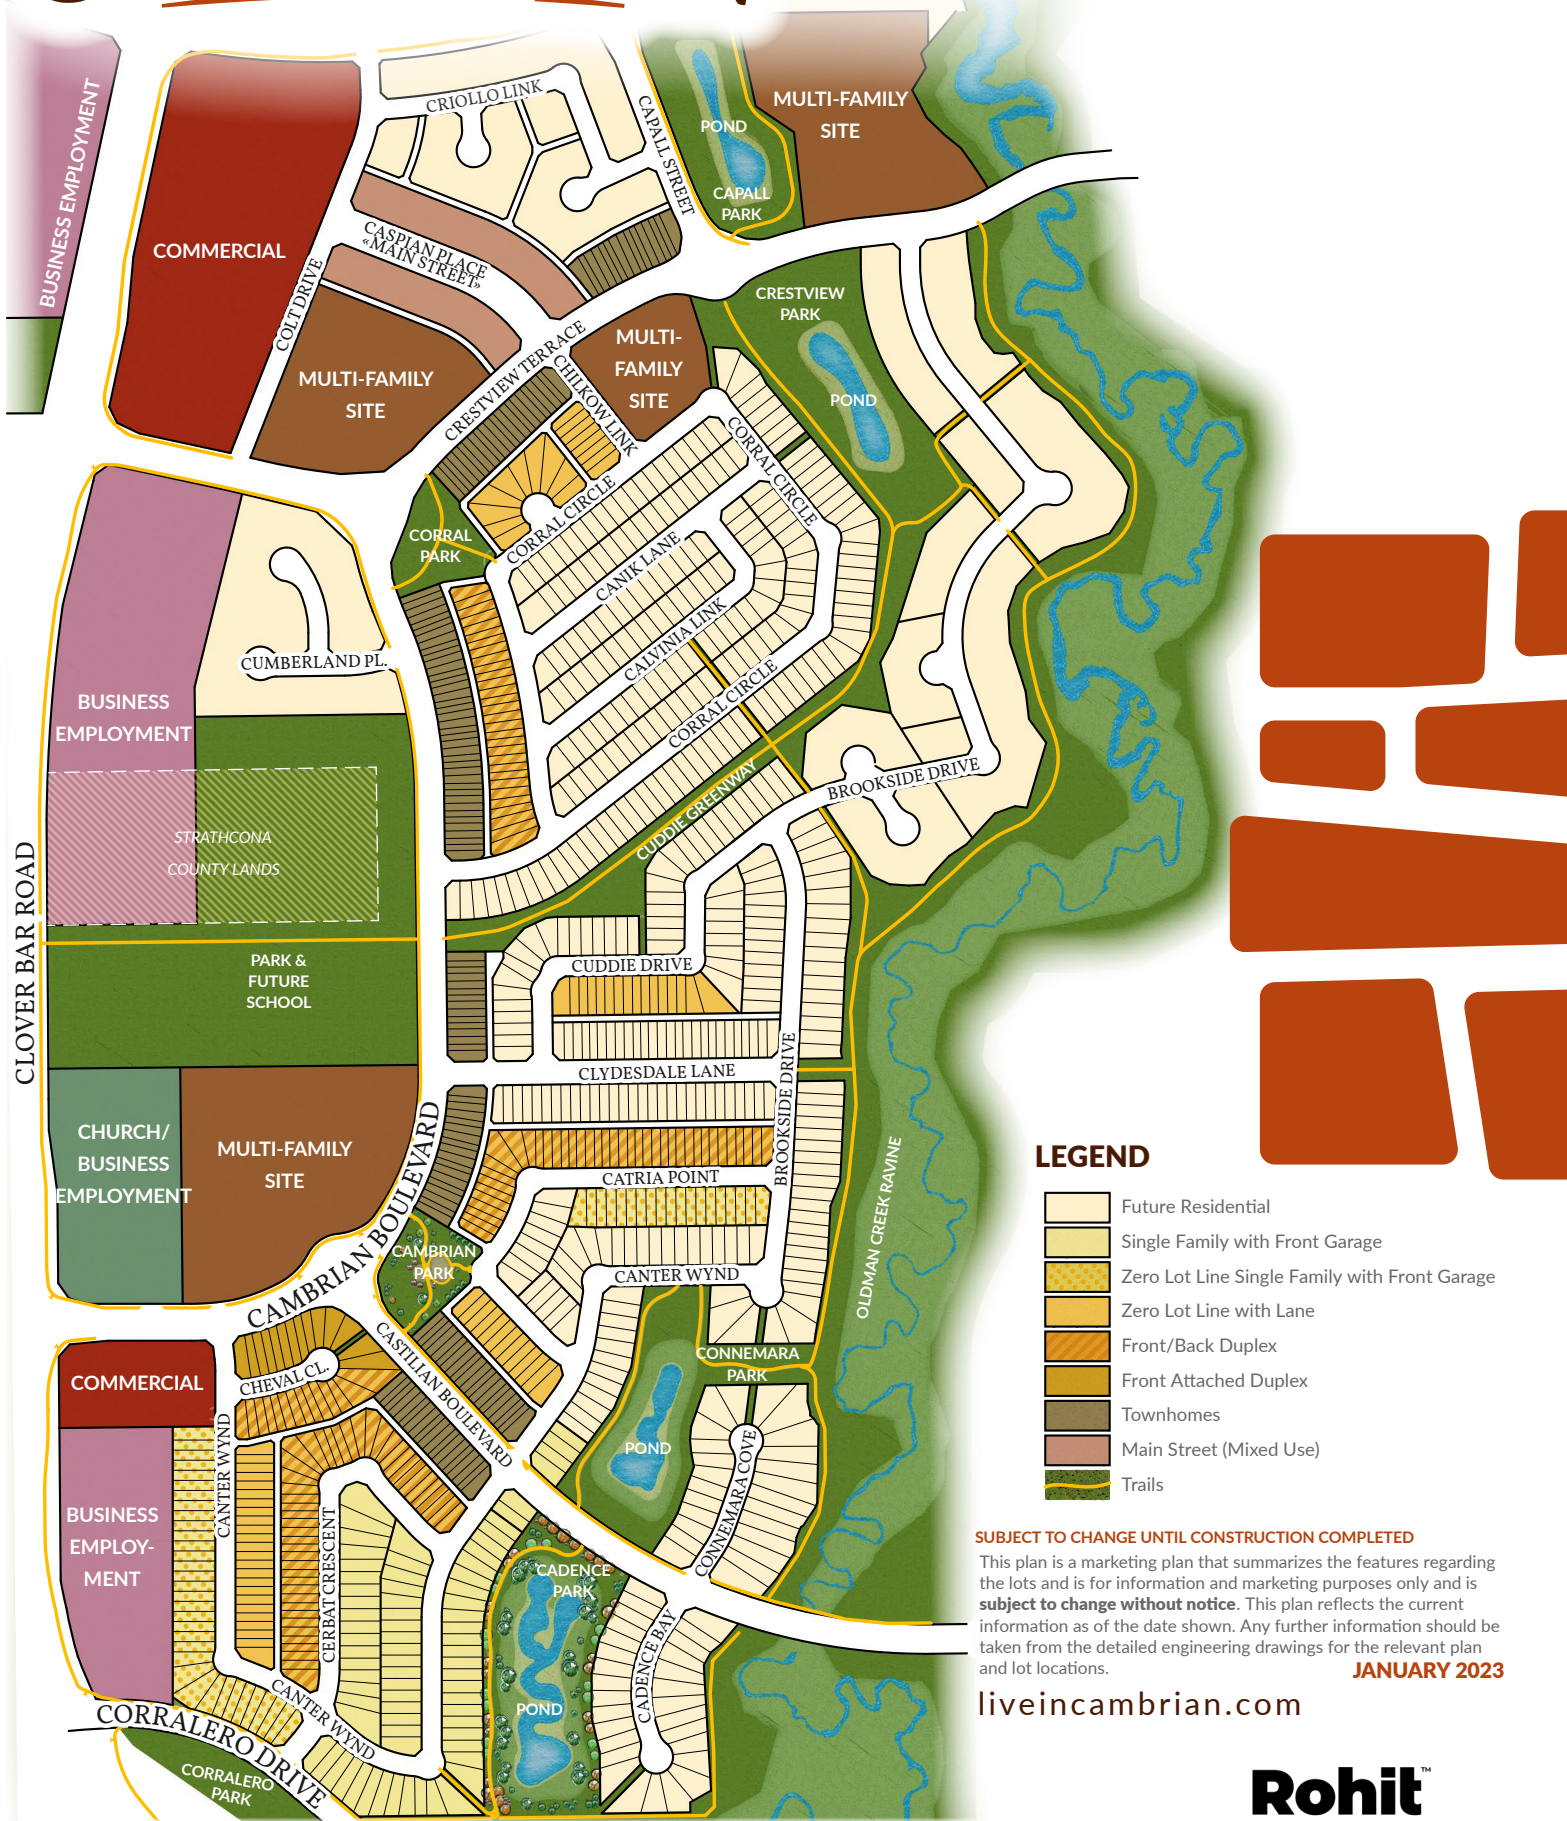 BUSINESS EMPLOYMENT
COMMERCIAL
COLT DRIVE
CRIOLLO LINK
CAPALL STREET
POND
CAPALL
PARK
MULTI-FAMILY
SITE
CASPIAN PLACE
«MAIN STREET»
MULTI-FAMILY
SITE
CRESTVIEW TERRACE
CHILKOW LINK
MULTI-
FAMILY
SITE
CRESTVIEW
PARK
POND
CORRAL CIRCLE
CORRAL
PARK
CORRAL CIRCLE
CANIK LANE
CALVINIA LINK
CORRAL CIRCLE
CUMBERLAND PL.
BUSINESS
EMPLOYMENT
STRATHCONA
COUNTY LANDS
CUDDIE GREENWAY
BROOKSIDE DRIVE
CLOVER BAR ROAD
PARK &
FUTURE
SCHOOL
CUDDIE DRIVE
CLYDESDALE LANE
BROOKSIDE DRIVE
CHURCH/
BUSINESS
EMPLOYMENT
MULTI-FAMILY
SITE
CAMBRIAN BOULEVARD
CATRIA POINT
CAMBRIAN
PARK
CANTER WYND
OLDMAN CREEK RAVINE
COMMERCIAL
CHEVAL CL.
CASTILIAN BOULEVARD
CONNEMARA
PARK
POND
CONNEMARA COVE
CANTER WYND
BUSINESS
EMPLOY-
MENT
CERBAT CRESCENT
CADENCE
PARK
CADENCE BAY
POND
CANTER WYND
CORRALERO DRIVE
CORRALERO
PARK
LEGEND
Future Residential
Single Family with Front Garage
Zero Lot Line Single Family with Front Garage
Zero Lot Line with Lane
Front/Back Duplex
Front Attached Duplex
Townhomes
Main Street (Mixed Use)
Trails
SUBJECT TO CHANGE UNTIL CONSTRUCTION COMPLETED
This plan is a marketing plan that summarizes the features regarding
the lots and is for information and marketing purposes only and is
subject to change without notice. This plan reflects the current
information as of the date shown. Any further information should be
taken from the detailed engineering drawings for the relevant plan
and lot locations.
JANUARY 2023
liveincambrian.com
Rohit™